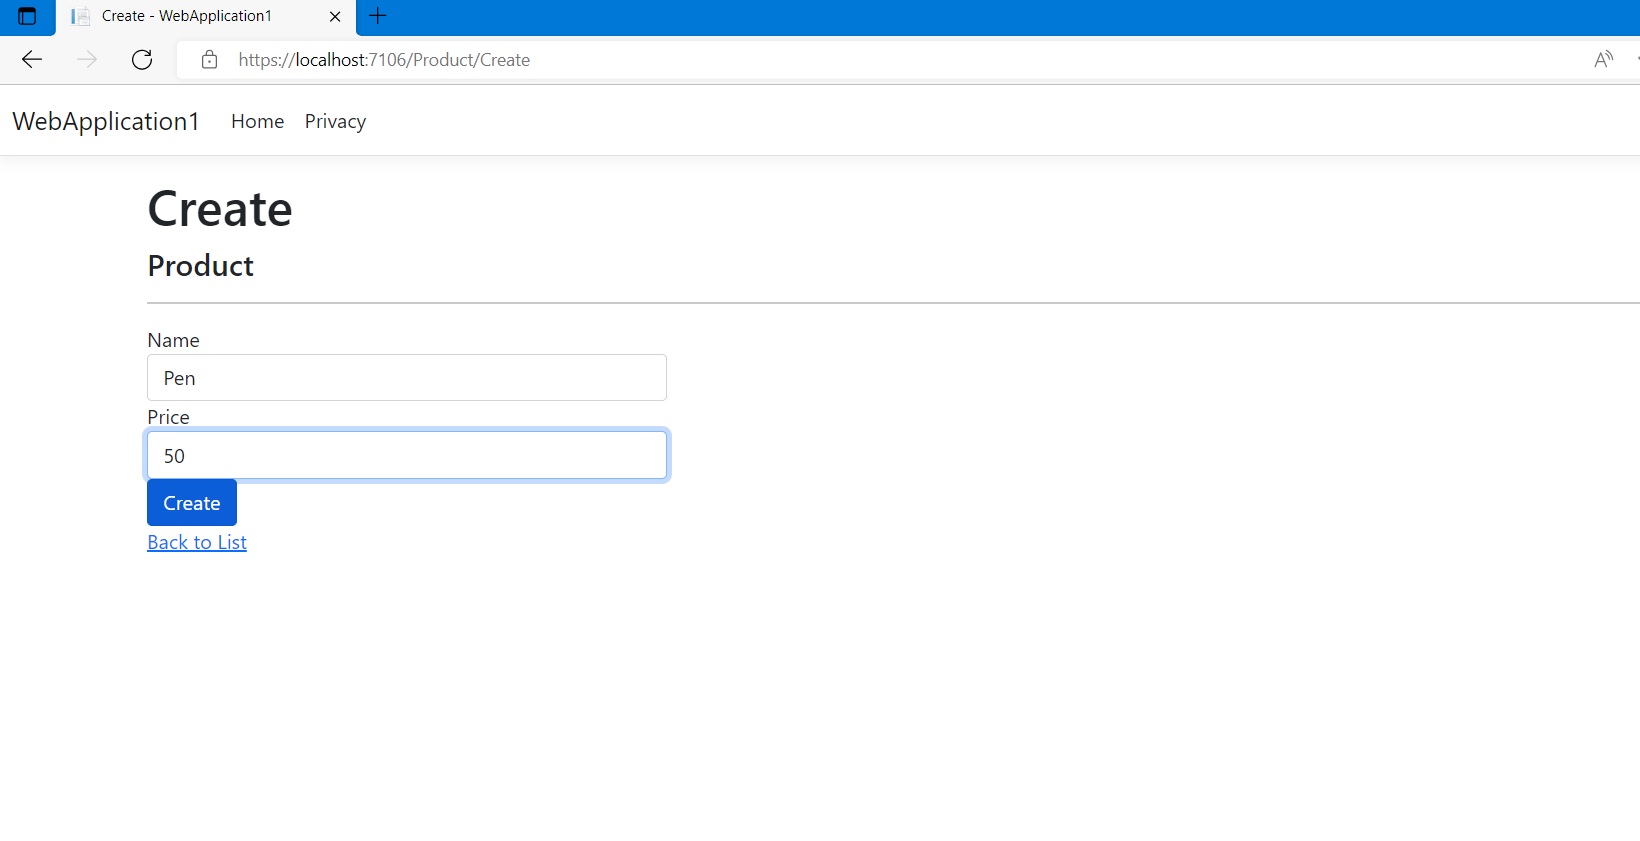 Create - WebApplication1
https://localhost:7106/Product/Create
WebApplication1 Home Privacy
Create
Product
Name
Pen
Price
50
Create
Back to List